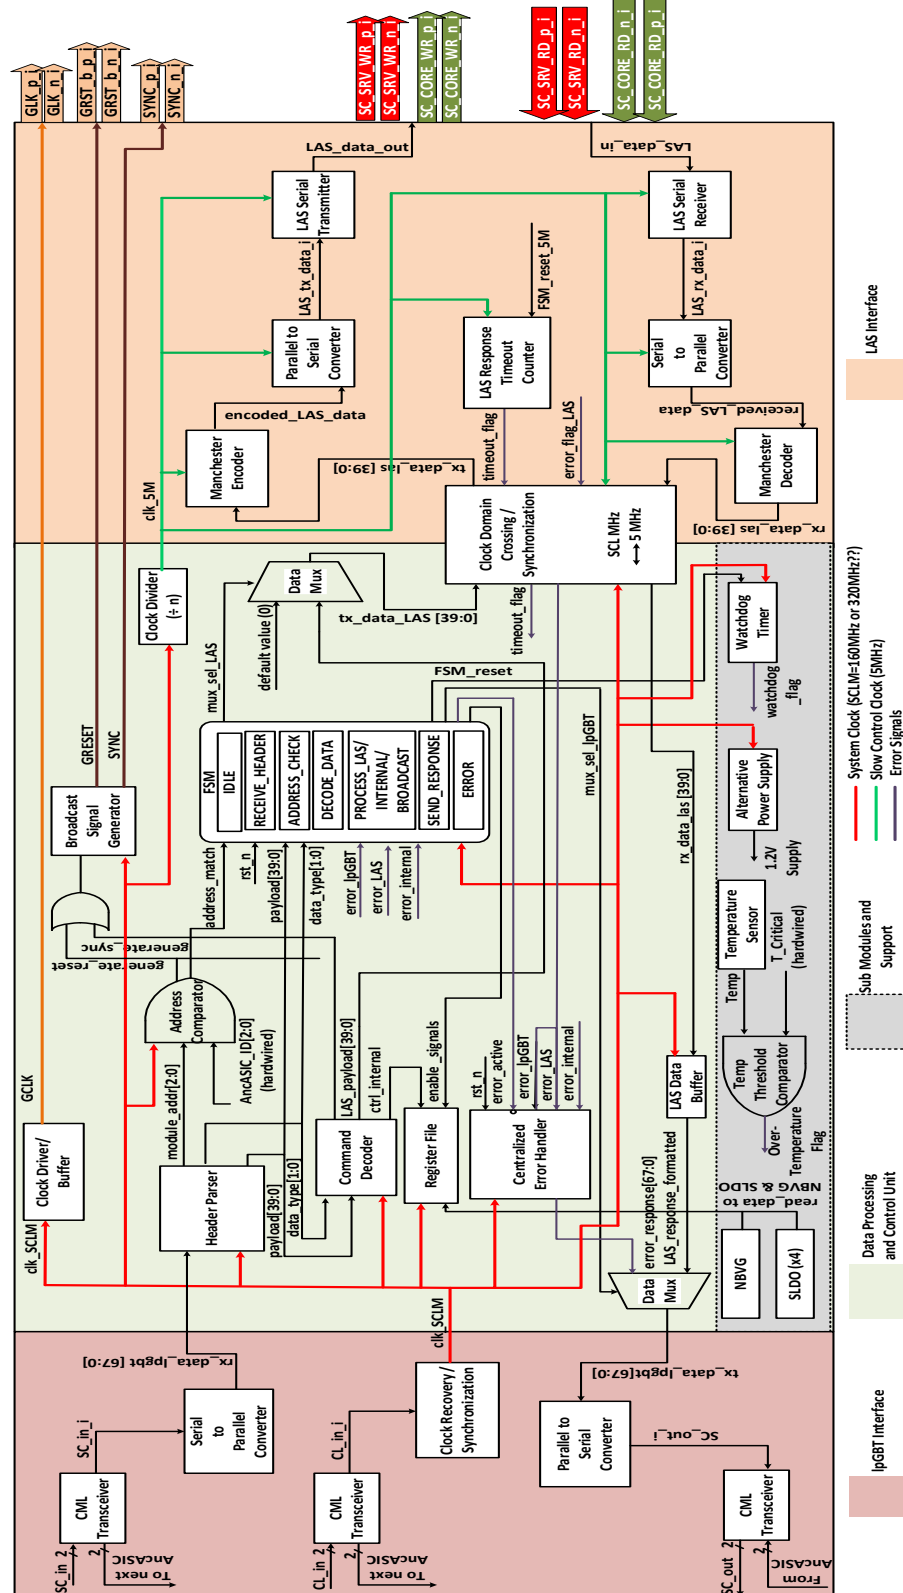 GLK_p_i
GLK_n_i
GRST_b_p_i
GRST_b_n_i
SYNC_p_i
SYNC_n_i
SC_SRV_WR_p_i
SC_SRV_WR_n_i
SC_CORE_WR_p_i
SC_CORE_WR_n_i
SC_SRV_RD_p_i
SC_SRV_RD_n_i
SC_CORE_RD_n_i
SC_CORE_RD_p_i
LAS_data_out
LAS_data_in
LAS Serial
Transmitter
LAS Serial
Receiver
LAS_tx_data_i
FSM_reset_5M
LAS_rx_data_i
Parallel to
Serial
Converter
LAS Response
Timeout
Counter
Serial
to
Parallel
Converter
LAS Interface
encoded_LAS_data
received_LAS_data
Manchester
Encoder
timeout_flag
error_flag_LAS
Manchester
Decoder
clk_5M
tx_data_las [39:0]
rx_data_las [39:0]
Clock Domain
Crossing /
Synchronization
SCL MHz
↔ 5 MHz
Clock Divider
(÷ n)
Data
Mux
mux_sel_LAS
default value (0)
tx_data_LAS [39:0]
timeout_flag
Watchdog
Timer
watchdog
_flag
FSM_reset
GRESET
SYNC
Broadcast
Signal
Generator
FSM
IDLE
RECEIVE_HEADER
ADDRESS_CHECK
DECODE_DATA
PROCESS_LAS/
INTERNAL/
BROADCAST
SEND_RESPONSE
ERROR
mux_sel_lpGBT
rx_data_las [39:0]
Alternative
Power Supply
1.2V
Supply
System Clock (SCLM=160MHz or 320MHz??)
Slow Control Clock (5MHz)
Error Signals
address_match
rst_n
payload[39:0]
data_type[1:0]
error_lpGBT
error_LAS
error_internal
generate_sync
generate_reset
Temperature
Sensor
Temp
T_Critical
(hardwired)
Sub Modules and
Support
Address
Comparator
AncASIC_ID[2:0]
(hardwired)
module_addr[2:0]
LAS_payload[39:0]
ctrl_internal
enable_signals
rst_n
error_active
error_lpGBT
error_LAS
error_internal
Temp
Threshold
Comparator
Over-
Temperature
Flag
GCLK
Clock Driver/
Buffer
clk_SCLM
Header Parser
payload[39:0]
data_type[1:0]
Command
Decoder
Register File
Centralized
Error Handler
LAS Data
Buffer
error_response[67:0]
LAS_response_formatted
read_data to
NBVG & SLDO
NBVG
SLDO (x4)
Data
Mux
Data Processing
and Control Unit
clk_SCLM
rx_data_lpgbt [67:0]
tx_data_lpgbt[67:0]
Serial
to
Parallel
Converter
Clock Recovery /
Synchronization
Parallel to
Serial
Converter
SC_in_i
CL_in_i
SC_out_i
CML
Transceiver
CML
Transceiver
CML
Transceiver
SC_in 2
2
To next
AncASIC
CL_in 2
2
To next
AncASIC
SC_out 2
2
From
AncASIC
lpGBT Interface